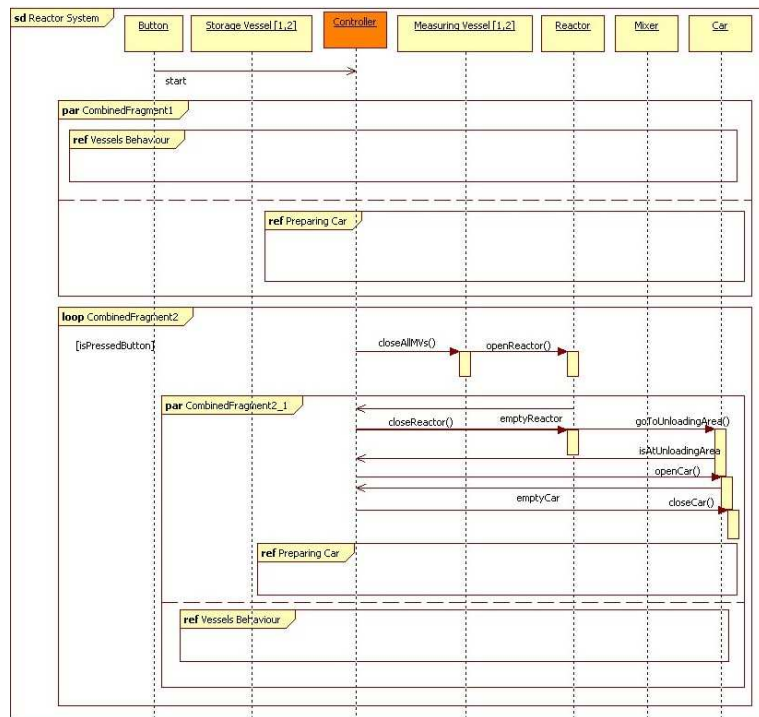 sd Reactor System
Button
Storage Vessel [1,2]
Controller
Measuring Vessel [1,2]
Reactor
Mixer
Car
start
par CombinedFragment1
ref Vessels Behaviour
ref Preparing Car
loop CombinedFragment2
[isPressedButton]
closeAllMVs()
openReactor()
par CombinedFragment2_1
closeReactor()
emptyReactor
goToUnloadingArea()
isAtUnloadingArea
openCar()
emptyCar
closeCar()
ref Preparing Car
ref Vessels Behaviour